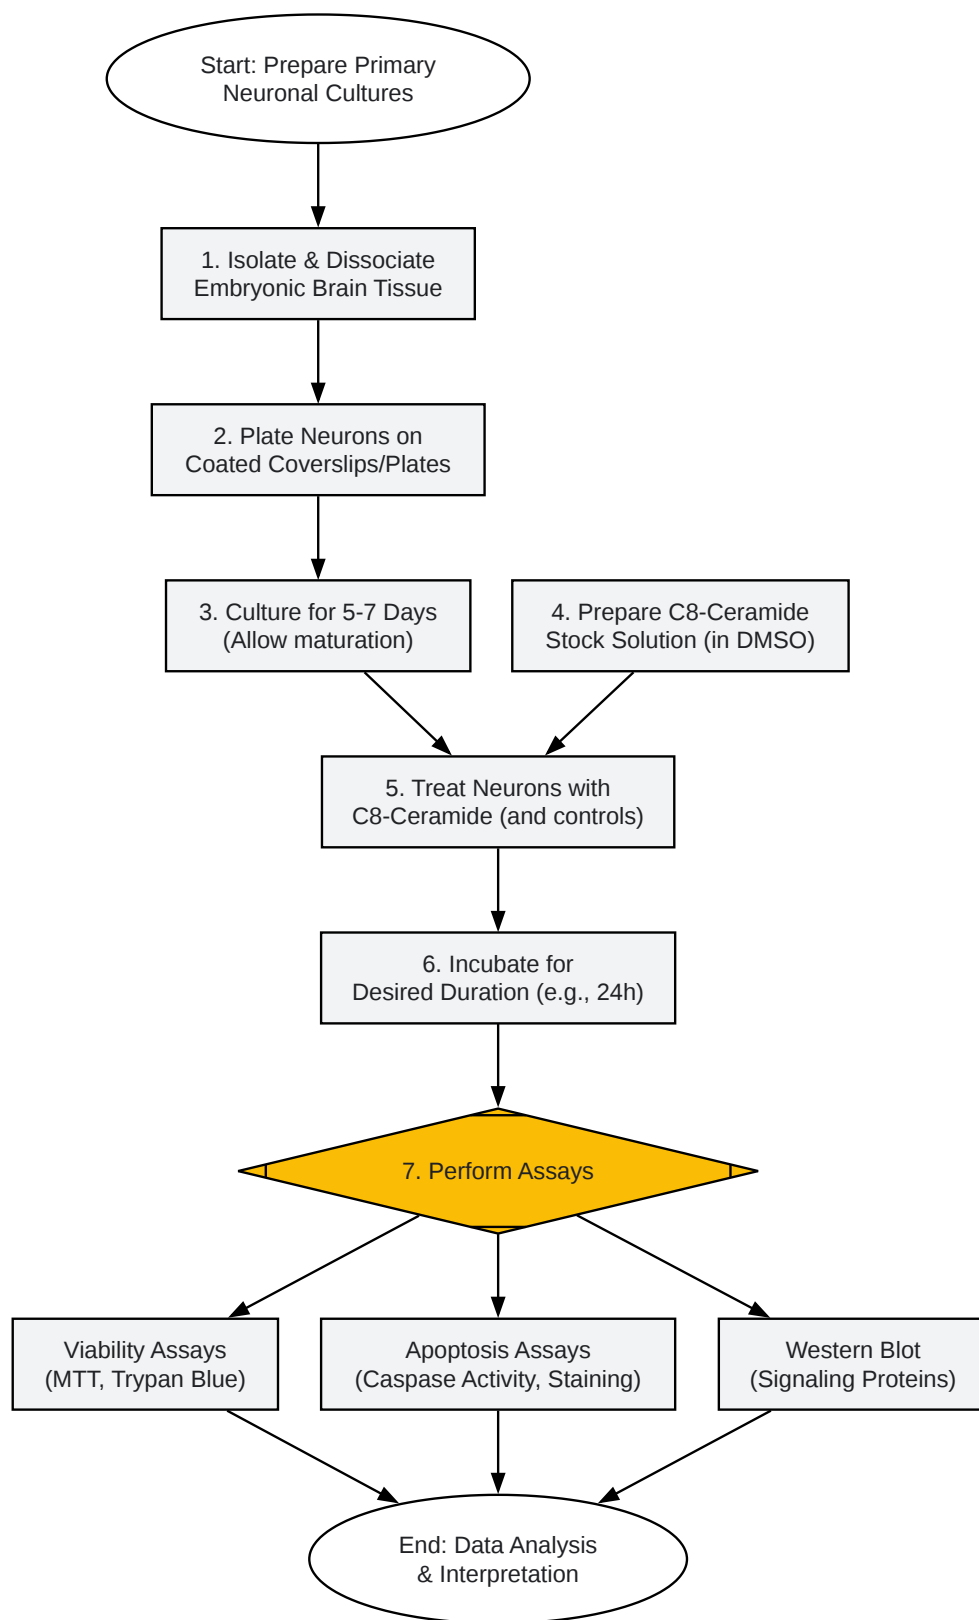 Start: Prepare Primary
Neuronal Cultures
1. Isolate & Dissociate
Embryonic Brain Tissue
2. Plate Neurons on
Coated Coverslips/Plates
3. Culture for 5-7 Days
(Allow maturation)
4. Prepare C8-Ceramide
Stock Solution (in DMSO)
5. Treat Neurons with
C8-Ceramide (and controls)
6. Incubate for
Desired Duration (e.g., 24h)
7. Perform Assays
Viability Assays
(MTT, Trypan Blue)
Apoptosis Assays
(Caspase Activity, Staining)
Western Blot
(Signaling Proteins)
End: Data Analysis
& Interpretation